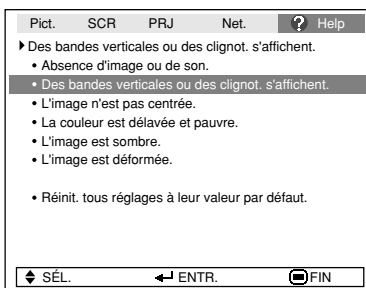 Pict. SCR PRJ Net. ? Help
Des bandes verticales ou des clignot. s'affichent.
• Absence d'image ou de son.
• Des bandes verticales ou des clignot. s'affichent.
• L'image n'est pas centrée.
• La couleur est délavée et pauvre.
• L'image est sombre.
• L'image est déformée.
• Réinit. tous réglages à leur valeur par défaut.
SÉL. ENTR. FIN